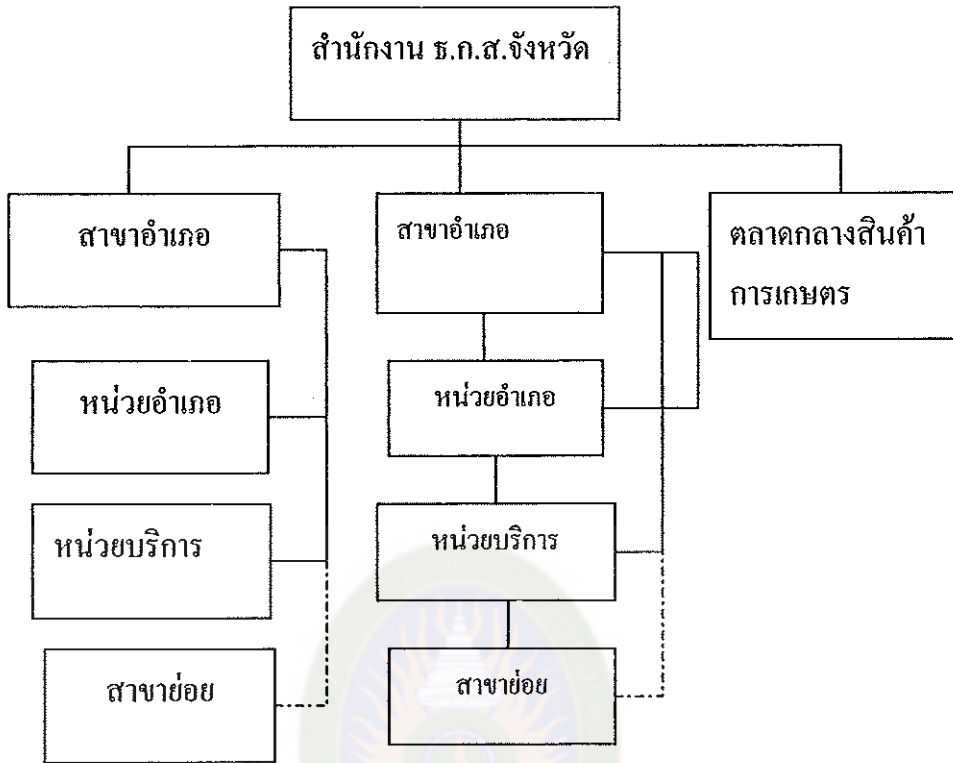 สำนักงาน ธ.ก.ส.จังหวัด
สาขาอำเภอ
สาขาอำเภอ
ตลาดกลางสินค้า
การเกษตร
หน่วยอำเภอ
หน่วยอำเภอ
หน่วยบริการ
หน่วยบริการ
สาขาย่อย
สาขาย่อย